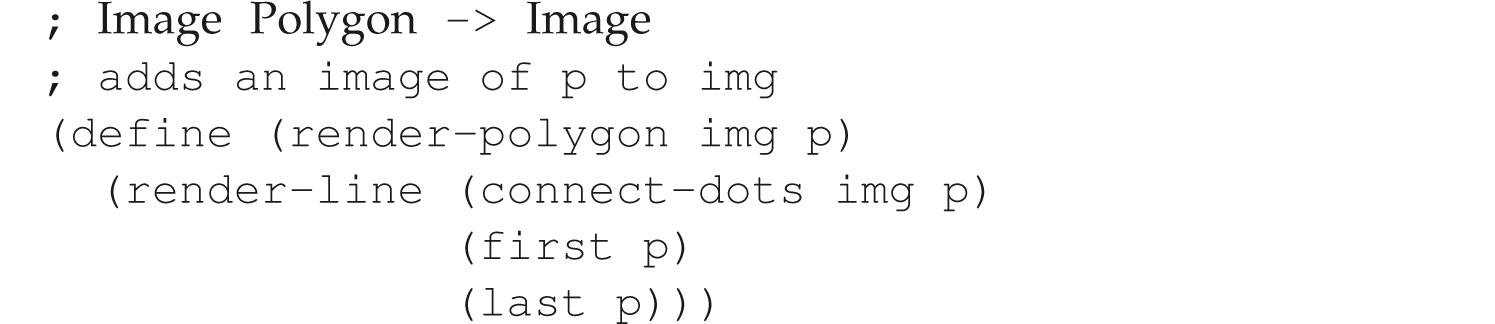 ; Image Polygon -> Image
; adds an image of p to img
(define (render-polygon img p)
  (render-line (connect-dots img p)
               (first p)
               (last p)))